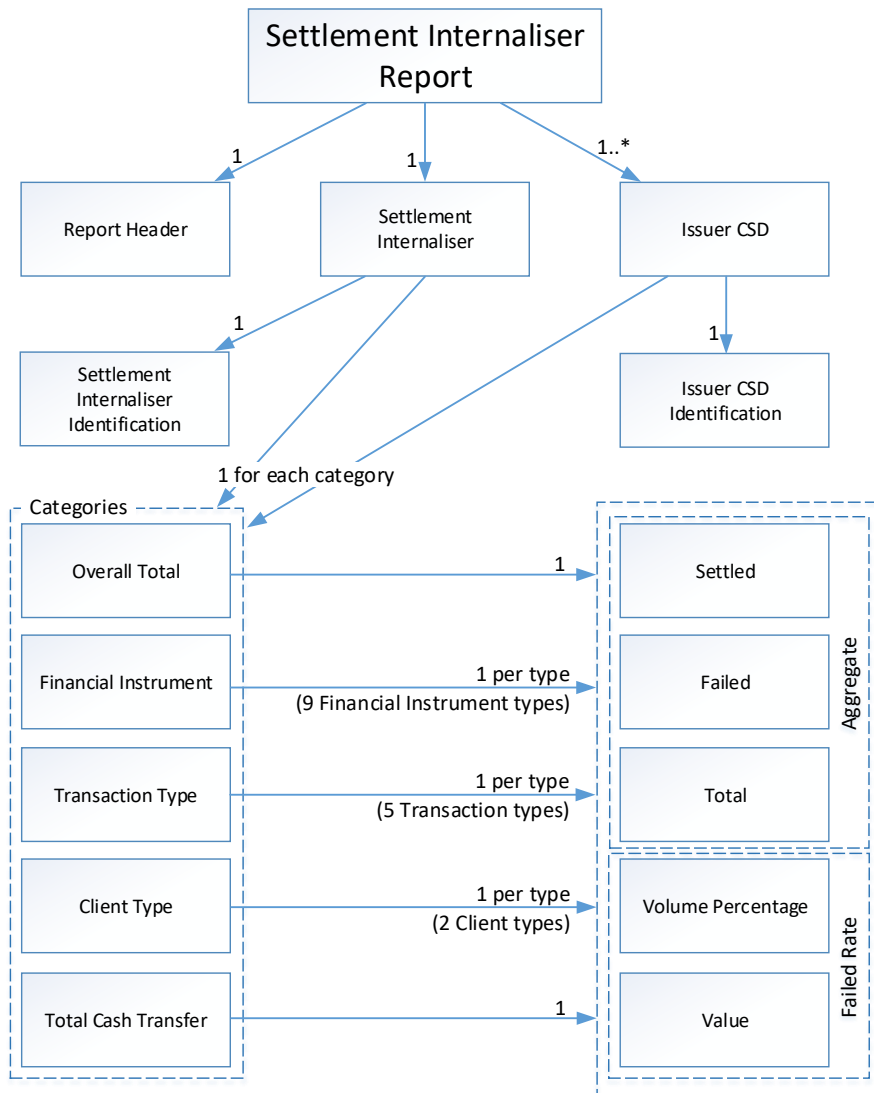 Settlement Internaliser
Report
1
1
1..*
Report Header
Settlement
Internaliser
Issuer CSD
1
1
Settlement
Internaliser
Identification
Issuer CSD
Identification
1 for each category
Categories
Overall Total
1
Settled
Financial Instrument
1 per type
(9 Financial Instrument types)
Failed
Aggregate
Transaction Type
1 per type
(5 Transaction types)
Total
Client Type
1 per type
(2 Client types)
Volume Percentage
Failed Rate
Total Cash Transfer
1
Value